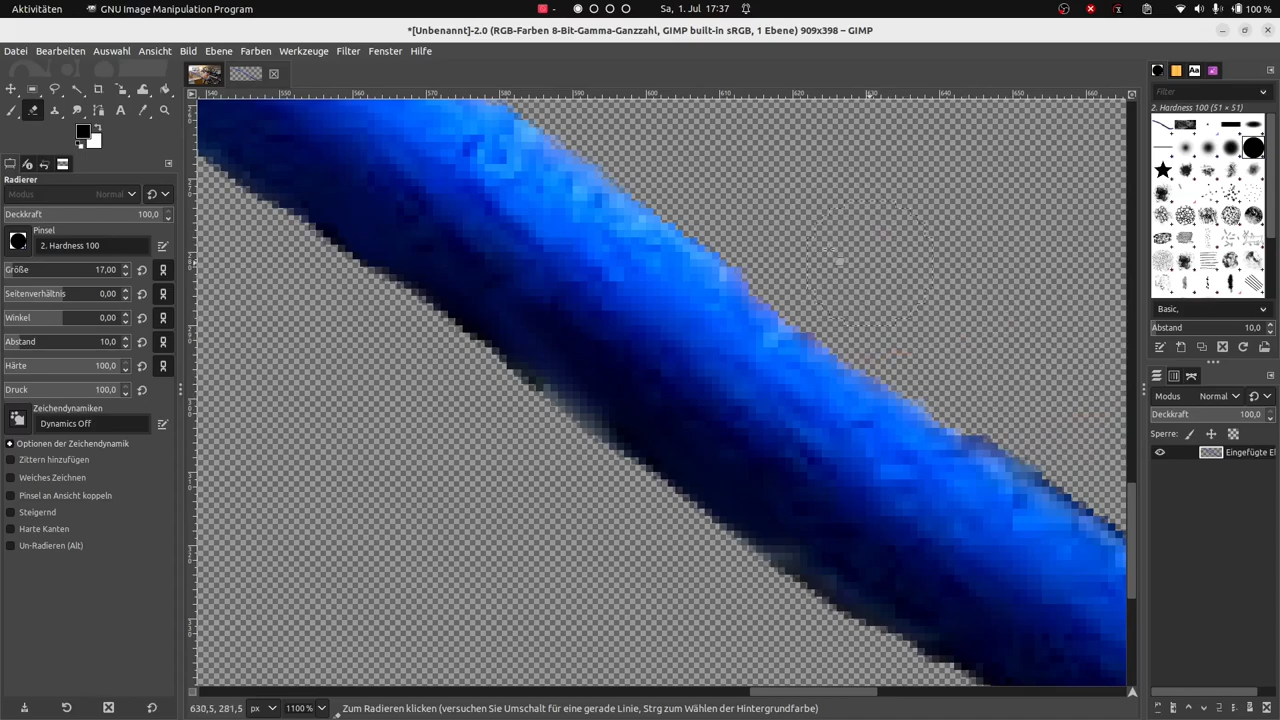 Aktivitäten GNU Image Manipulation Program Sa, 1. Jul 17:37 100 %
*[Unbenannt]-2.0 (RGB-Farben 8-Bit-Gamma-Ganzzahl, GIMP built-in sRGB, 1 Ebene) 909x398 – GIMP
Datei Bearbeiten Auswahl Ansicht Bild Ebene Farben Werkzeuge Filter Fenster Hilfe
Aa
Filter
540 550 560 570 580 590 600 610 620 630 640 650 660
2. Hardness 100 (51 × 51)
Radierer
Modus Normal
Deckkraft 100,0
Pinsel
2. Hardness 100
Größe 17,00
Seitenverhältnis 0,00
Winkel 0,00
Abstand 10,0
Härte 100,0
Druck 100,0
Zeichendynamiken
Dynamics Off
Optionen der Zeichendynamik
Zittern hinzufügen
Weiches Zeichnen
Pinsel an Ansicht koppeln
Steigernd
Harte Kanten
Un-Radieren (Alt)
Basic,
Abstand 10,0
Modus Normal
Deckkraft 100,0
Sperre:
Eingefügte El
630,5, 281,5 px 1100 % Zum Radieren klicken (versuchen Sie Umschalt für eine gerade Linie, Strg zum Wählen der Hintergrundfarbe)